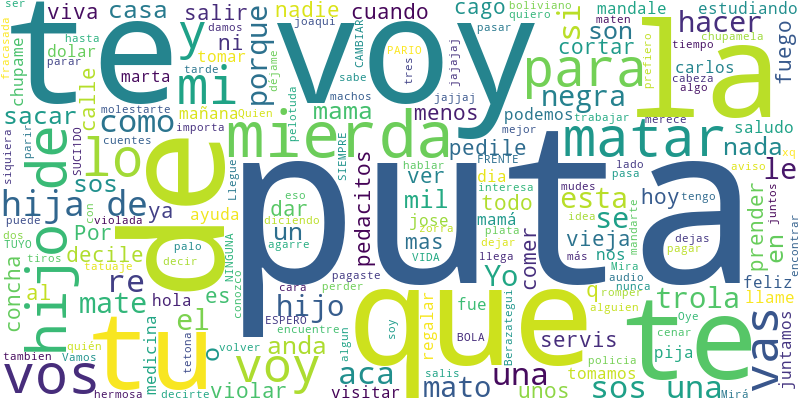 ser
fracasada
viva
dolar
hasta
parar
chupame
casa
te
y
salire
damos
tomar
marta
tarde
ni
mi
porque
joaqui
nadie
voy
déjame
tres
sabe
CAMBIAR
cuando
PARIO
jajajaj
cago
quiero
boliviano
pasar
si
para
cortar
son
mandale
maten
chupamela
prefiero
hacer
la
estudiando
tiempo
carlos
cabeza
algo
fuego
sacar
calle
molestarte
cuentes
como
mañana
importa
Quien
pelotuda
machos
mama
jajjaj
menos
podemos
negra
mejor
trabajar
matar
merece
saludo
nada
siquiera
parir
de
SUCI1DO
lo
mierda
SIEMPRE
hablar
pedile
FRENTE
lado
pasa
aviso
xq
le
hijo
hija de
sos
con
violada
ya
ayuda
Llegue
eso
diciendo
dar
un
agarre
pedacitos
ver
mil
jose
mas
zorra
VIDA
dia
interesa
todo
mamá
plata
dejar
llega
Yo
comer
mudes
esta
idea
se
vieja
más
nos
mandarte
hoy
tengo
dejas
pagar
juntos
en
prender
encontrar
puede
dos
TUYO
tiros
concha
al
Por
decile
tatuaje
re
palo
decir
de
NINGUNA
conozco
puta
cara
perder
pagaste
Berazategui
Mira
audio
nunca
feliz
mate
hola
medicina
es
el
ESPERO
encuentre
hijo
que
fue
regalar
soy
BOLA
servis
q
romper
alguien
te
trola
Oye
cenar
pija
policia
llame
vas
juntamos
vos
tambien
Vamos
quién
hermosa
tu
decirte
o
tetona
volver
violar
voy
anda
algun
aca
visitar
salis
mato
una
unos
tomamos
sos una
Mirá